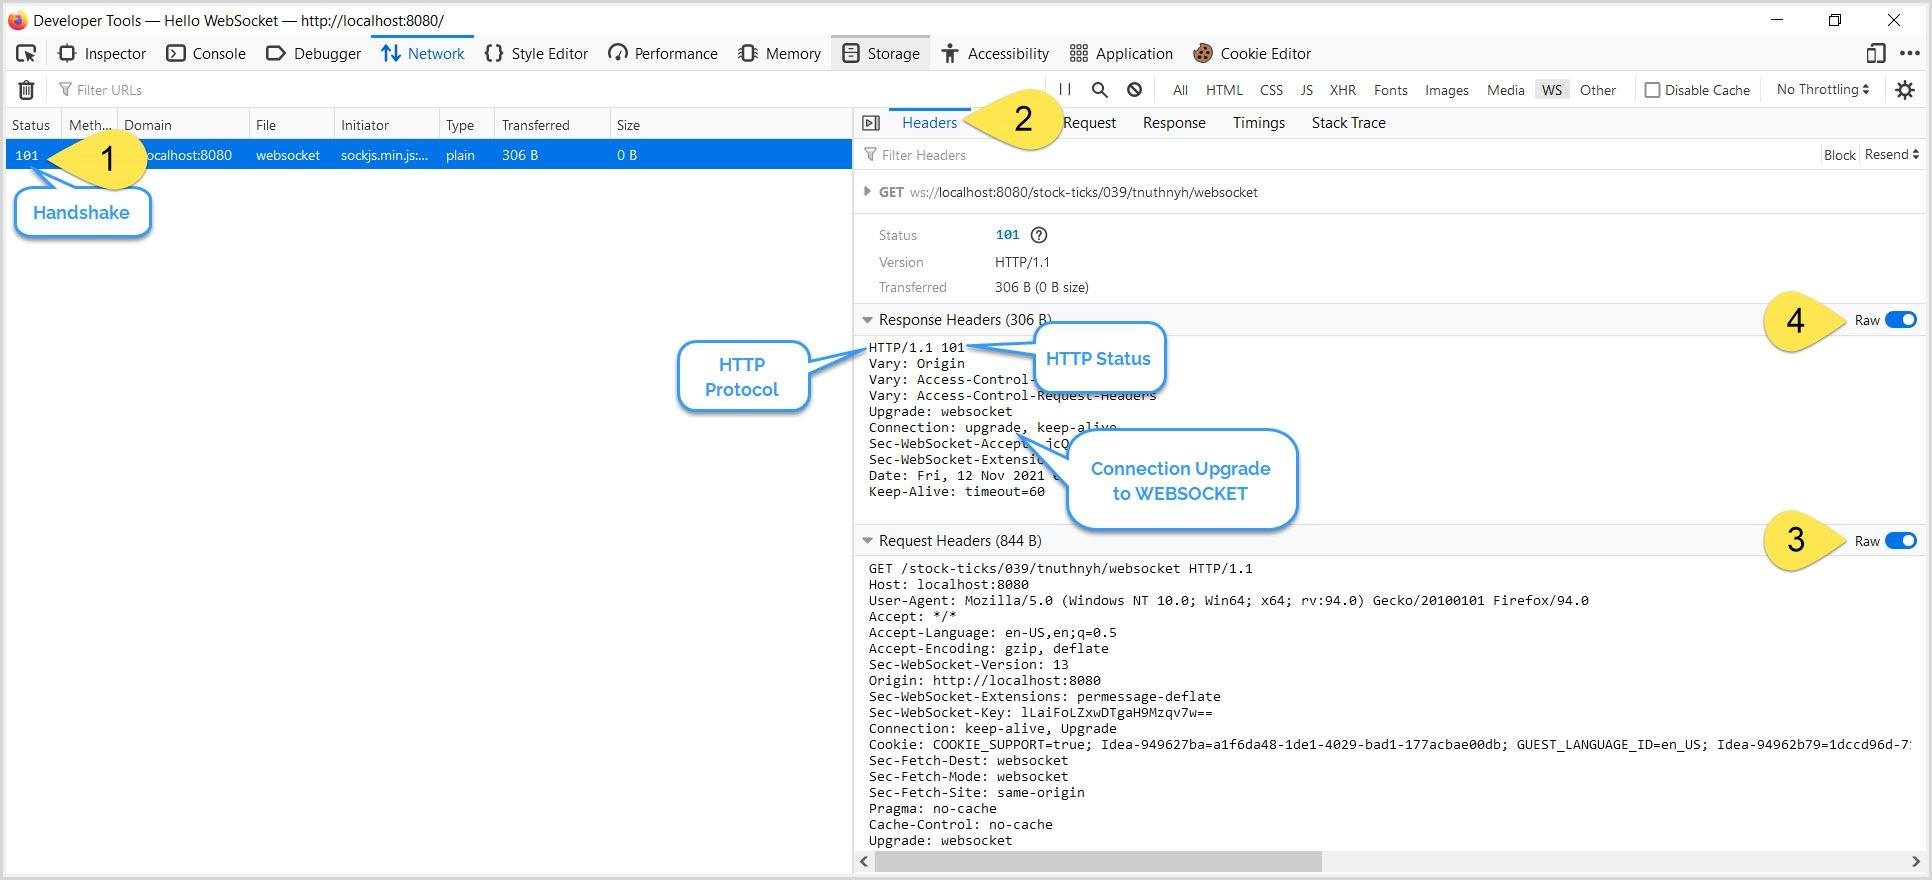 Developer Tools — Hello WebSocket — http://localhost:8080/
Inspector Console Debugger Network Style Editor Performance Memory Storage Accessibility Application Cookie Editor
Filter URLs
All HTML CSS JS XHR Fonts Images Media WS Other Disable Cache No Throttling
Status Meth... Domain File Initiator Type Transferred Size
101 localhost:8080 websocket sockjs.min.js:... plain 306 B 0 B
1
Handshake
Headers Request Response Timings Stack Trace
2
Filter Headers
Block Resend
GET ws://localhost:8080/stock-ticks/039/tnuthnyh/websocket
Status 101
Version HTTP/1.1
Transferred 306 B (0 B size)
Response Headers (306 B)
4
Raw
HTTP/1.1 101
Vary: Origin
Vary: Access-Control-
Vary: Access-Control-Request-Headers
Upgrade: websocket
Connection: upgrade, keep-alive
Sec-WebSocket-Accept: jcQ
Sec-WebSocket-Extensio
Date: Fri, 12 Nov 2021
Keep-Alive: timeout=60
HTTP
Protocol
HTTP Status
Connection Upgrade
to WEBSOCKET
Request Headers (844 B)
3
Raw
GET /stock-ticks/039/tnuthnyh/websocket HTTP/1.1
Host: localhost:8080
User-Agent: Mozilla/5.0 (Windows NT 10.0; Win64; x64; rv:94.0) Gecko/20100101 Firefox/94.0
Accept: */*
Accept-Language: en-US,en;q=0.5
Accept-Encoding: gzip, deflate
Sec-WebSocket-Version: 13
Origin: http://localhost:8080
Sec-WebSocket-Extensions: permessage-deflate
Sec-WebSocket-Key: lLaiFoLZxwDTgaH9Mzqv7w==
Connection: keep-alive, Upgrade
Cookie: COOKIE_SUPPORT=true; Idea-949627ba=a1f6da48-1de1-4029-bad1-177acbae00db; GUEST_LANGUAGE_ID=en_US; Idea-94962b79=1dccd96d-7
Sec-Fetch-Dest: websocket
Sec-Fetch-Mode: websocket
Sec-Fetch-Site: same-origin
Pragma: no-cache
Cache-Control: no-cache
Upgrade: websocket